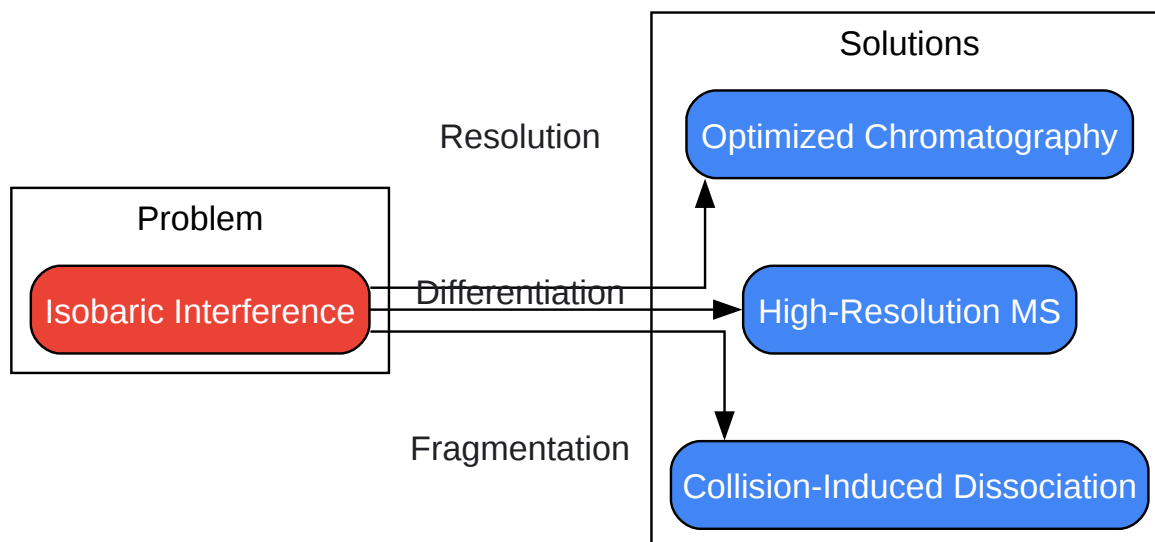 Solutions
Resolution
Optimized Chromatography
Problem
Isobaric Interference
Differentiation
High-Resolution MS
Fragmentation
Collision-Induced Dissociation